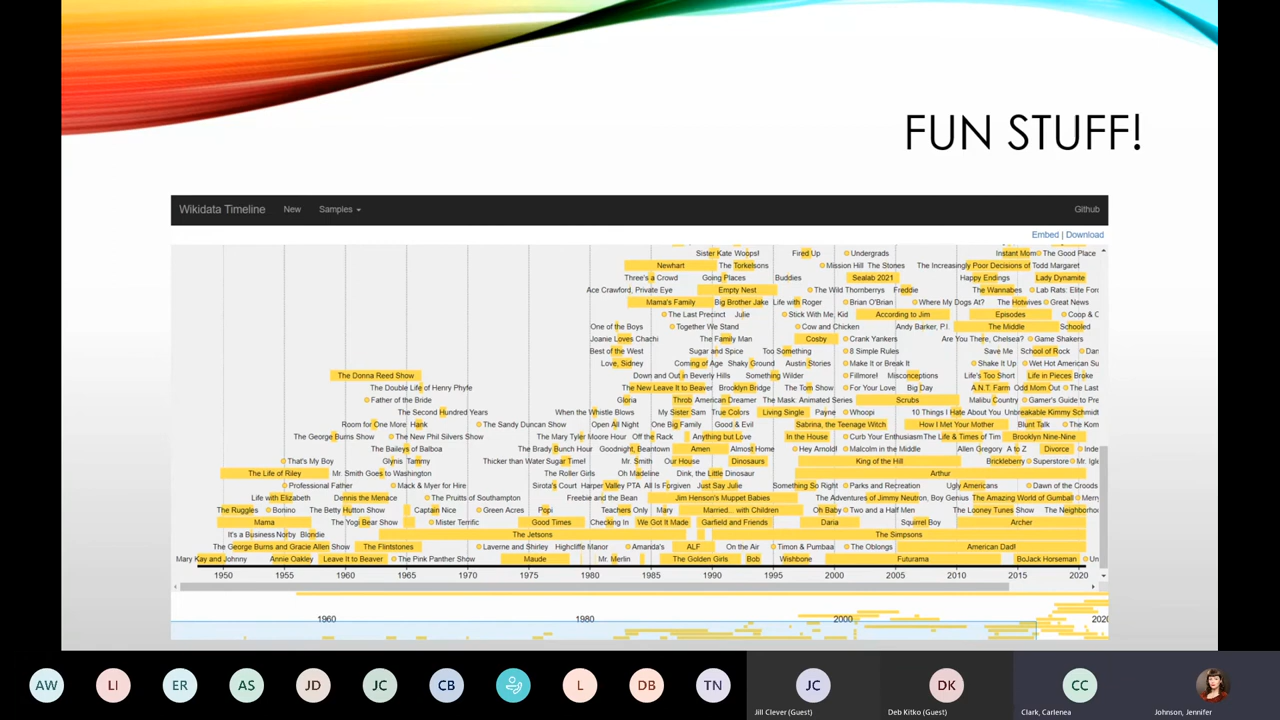 FUN STUFF!
Wikidata Timeline New Samples Github
Embed | Download
Sister Kate Woops! Fired Up Undergrads Instant Mom The Good Place
Newhart The Torkelsons Mission Hill The Stones The Increasingly Poor Decisions of Todd Margaret
Three's a Crowd Going Places Buddies Sealab 2021 Happy Endings Lady Dynamite
Ace Crawford, Private Eye Empty Nest The Wild Thornberrys Freddie The Wannabes Lab Rats: Elite Forc
Mama's Family Big Brother Jake Life with Roger Brian O'Brian Where My Dogs At? The Hotwives Great News
The Last Precinct Julie Stick With Me, Kid According to Jim Episodes Coop & C
One of the Boys Together We Stand Cow and Chicken Andy Barker, P.I. The Middle Schooled
Joanie Loves Chachi The Family Man Cosby Crank Yankers Are You There, Chelsea? Game Shakers
Best of the West Sugar and Spice Too Something 8 Simple Rules Save Me School of Rock Dan
Love, Sidney Coming of Age Shaky Ground Austin Stories Make It or Break It Shake It Up Wet Hot American Su
The Donna Reed Show Down and Out in Beverly Hills Something Wilder Fillmore! Misconceptions Life's Too Short Life in Pieces Broke
The Double Life of Henry Phyfe The New Leave It to Beaver Brooklyn Bridge The Tom Show For Your Love Big Day A.N.T. Farm Odd Mom Out The Last
Father of the Bride Gloria Throb American Dreamer The Mask: Animated Series Scrubs Malibu Country Gamer's Guide to Pre
The Second Hundred Years When the Whistle Blows My Sister Sam True Colors Living Single Payne Whoopi 10 Things I Hate About You Unbreakable Kimmy Schmidt
Room for One More Hank The Sandy Duncan Show Open All Night One Big Family Good & Evil Sabrina, the Teenage Witch How I Met Your Mother Blunt Talk The Kom
The George Burns Show The New Phil Silvers Show The Mary Tyler Moore Hour Off the Rack Anything but Love In the House Curb Your Enthusiasm The Life & Times of Tim Brooklyn Nine-Nine
The Baileys of Balboa The Brady Bunch Hour Goodnight, Beantown Amen Almost Home Hey Arnold! Malcolm in the Middle Allen Gregory A to Z Divorce Indе
That's My Boy Glynis Tammy Thicker than Water Sugar Time! Mr. Smith Our House Dinosaurs King of the Hill Brickleberry Superstore Mr. Igle
The Life of Riley Mr. Smith Goes to Washington The Roller Girls Oh Madeline Dink, the Little Dinosaur Arthur
Professional Father Mack & Myer for Hire Sirota's Court Harper Valley PTA All Is Forgiven Just Say Julie Something So Right Parks and Recreation Ugly Americans Dawn of the Croods
Life with Elizabeth Dennis the Menace The Pruitts of Southampton Freebie and the Bean Jim Henson's Muppet Babies The Adventures of Jimmy Neutron, Boy Genius The Amazing World of Gumball Merry
The Ruggles Bonino The Betty Hutton Show Captain Nice Green Acres Popi Teachers Only Mary Married... with Children Oh Baby Two and a Half Men The Looney Tunes Show The Neighborho
Mama The Yogi Bear Show Mister Terrific Good Times Checking In We Got It Made Garfield and Friends Daria Squirrel Boy Archer
It's a Business Norby Blondie The Jetsons The Simpsons
The George Burns and Gracie Allen Show The Flintstones Laverne and Shirley Highcliffe Manor Amanda's ALF On the Air Timon & Pumbaa The Oblongs American Dad!
Mary Kay and Johnny Annie Oakley Leave It to Beaver The Pink Panther Show Maude Mr. Merlin The Golden Girls Bob Wishbone Futurama BoJack Horseman Un
1950 1955 1960 1965 1970 1975 1980 1985 1990 1995 2000 2005 2010 2015 2020
1960 1980 2000 2020
AW LI ER AS JD JC CB L DB TN JC DK CC
Jill Clever (Guest) Deb Kitko (Guest) Clark, Carlenea Johnson, Jennifer